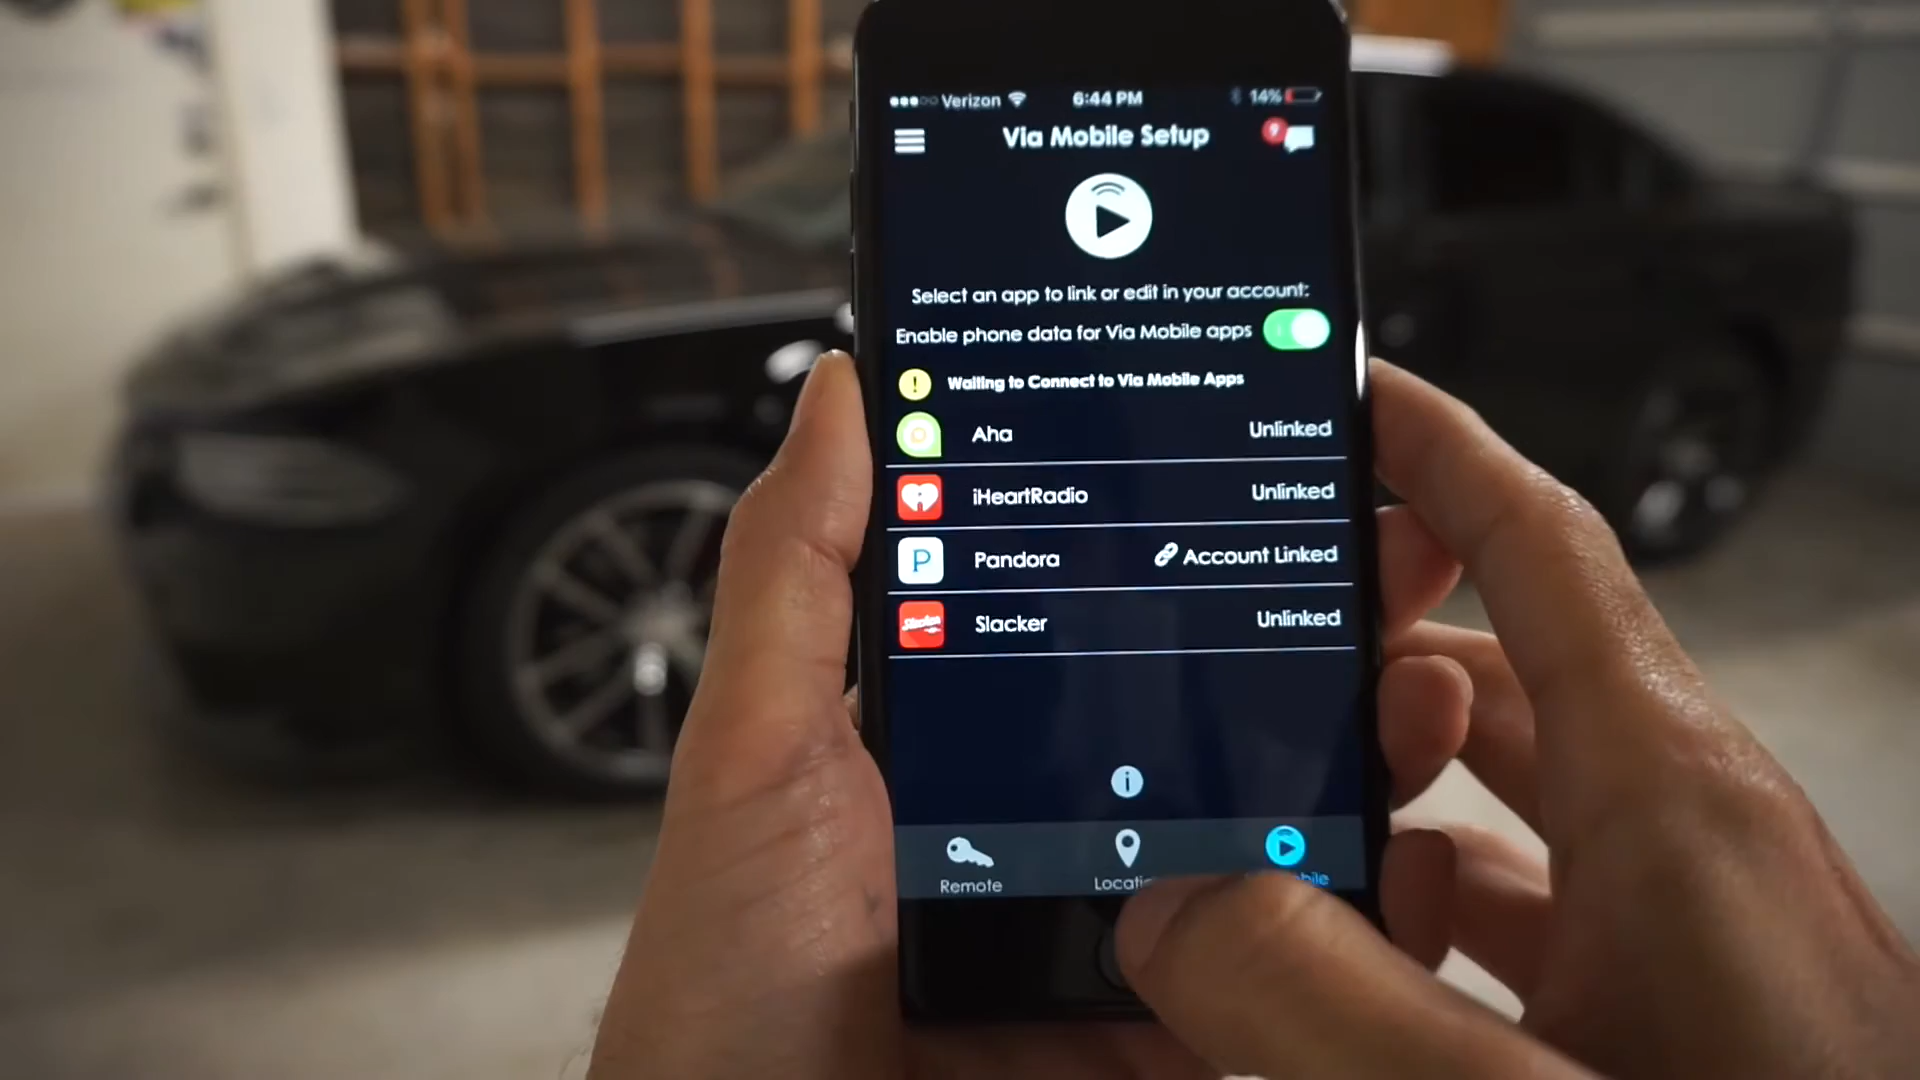 Verizon 6:44 PM 14%
Via Mobile Setup 9
Select an app to link or edit in your account:
Enable phone data for Via Mobile apps
! Waiting to Connect to Via Mobile Apps
Aha Unlinked
iHeartRadio Unlinked
P Pandora Account Linked
Slacker Slacker Unlinked
i
Remote